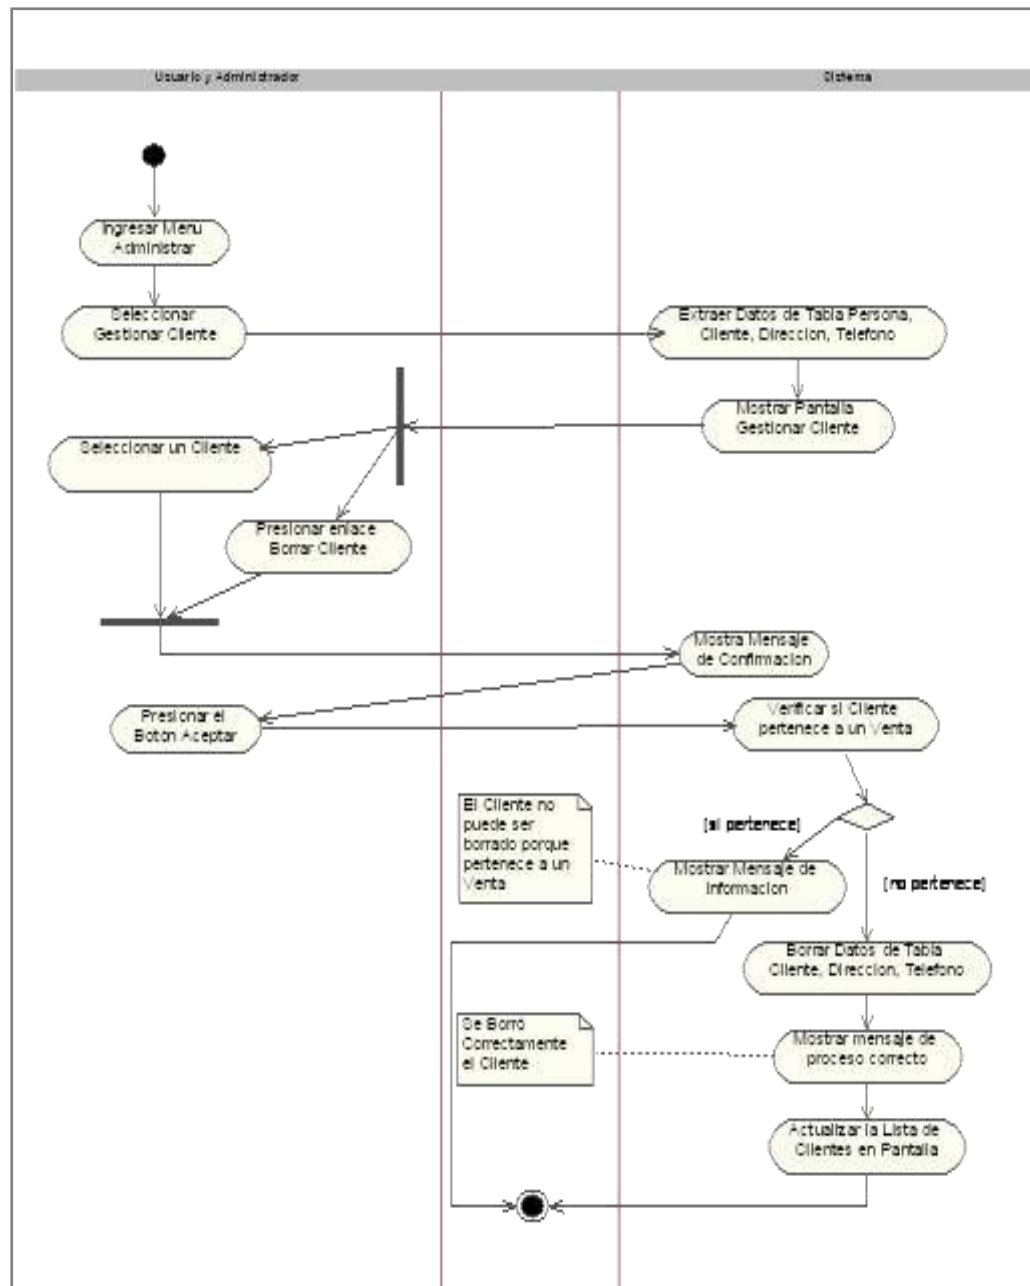 Usuario y Administrador
Sistema
Ingresar Menu
Administrar
Seleccionar
Gestionar Cliente
Extraer Datos de Tabla Persona,
Cliente, Direccion, Telefono
Mostrar Pantalla
Gestionar Cliente
Seleccionar un Cliente
Presionar enlace
Borrar Cliente
Mostra Mensaje
de Confirmacion
Presionar el
Botón Aceptar
Verificar si Cliente
pertenece a un Venta
El Cliente no
puede ser
borrado porque
pertenece a un
Venta
[si pertenece]
Mostrar Mensaje de
Informacion
[no pertenece]
Borrar Datos de Tabla
Cliente, Direccion, Telefono
Se Borró
Correctamente
el Cliente
Mostrar mensaje de
proceso correcto
Actualizar la Lista de
Clientes en Pantalla